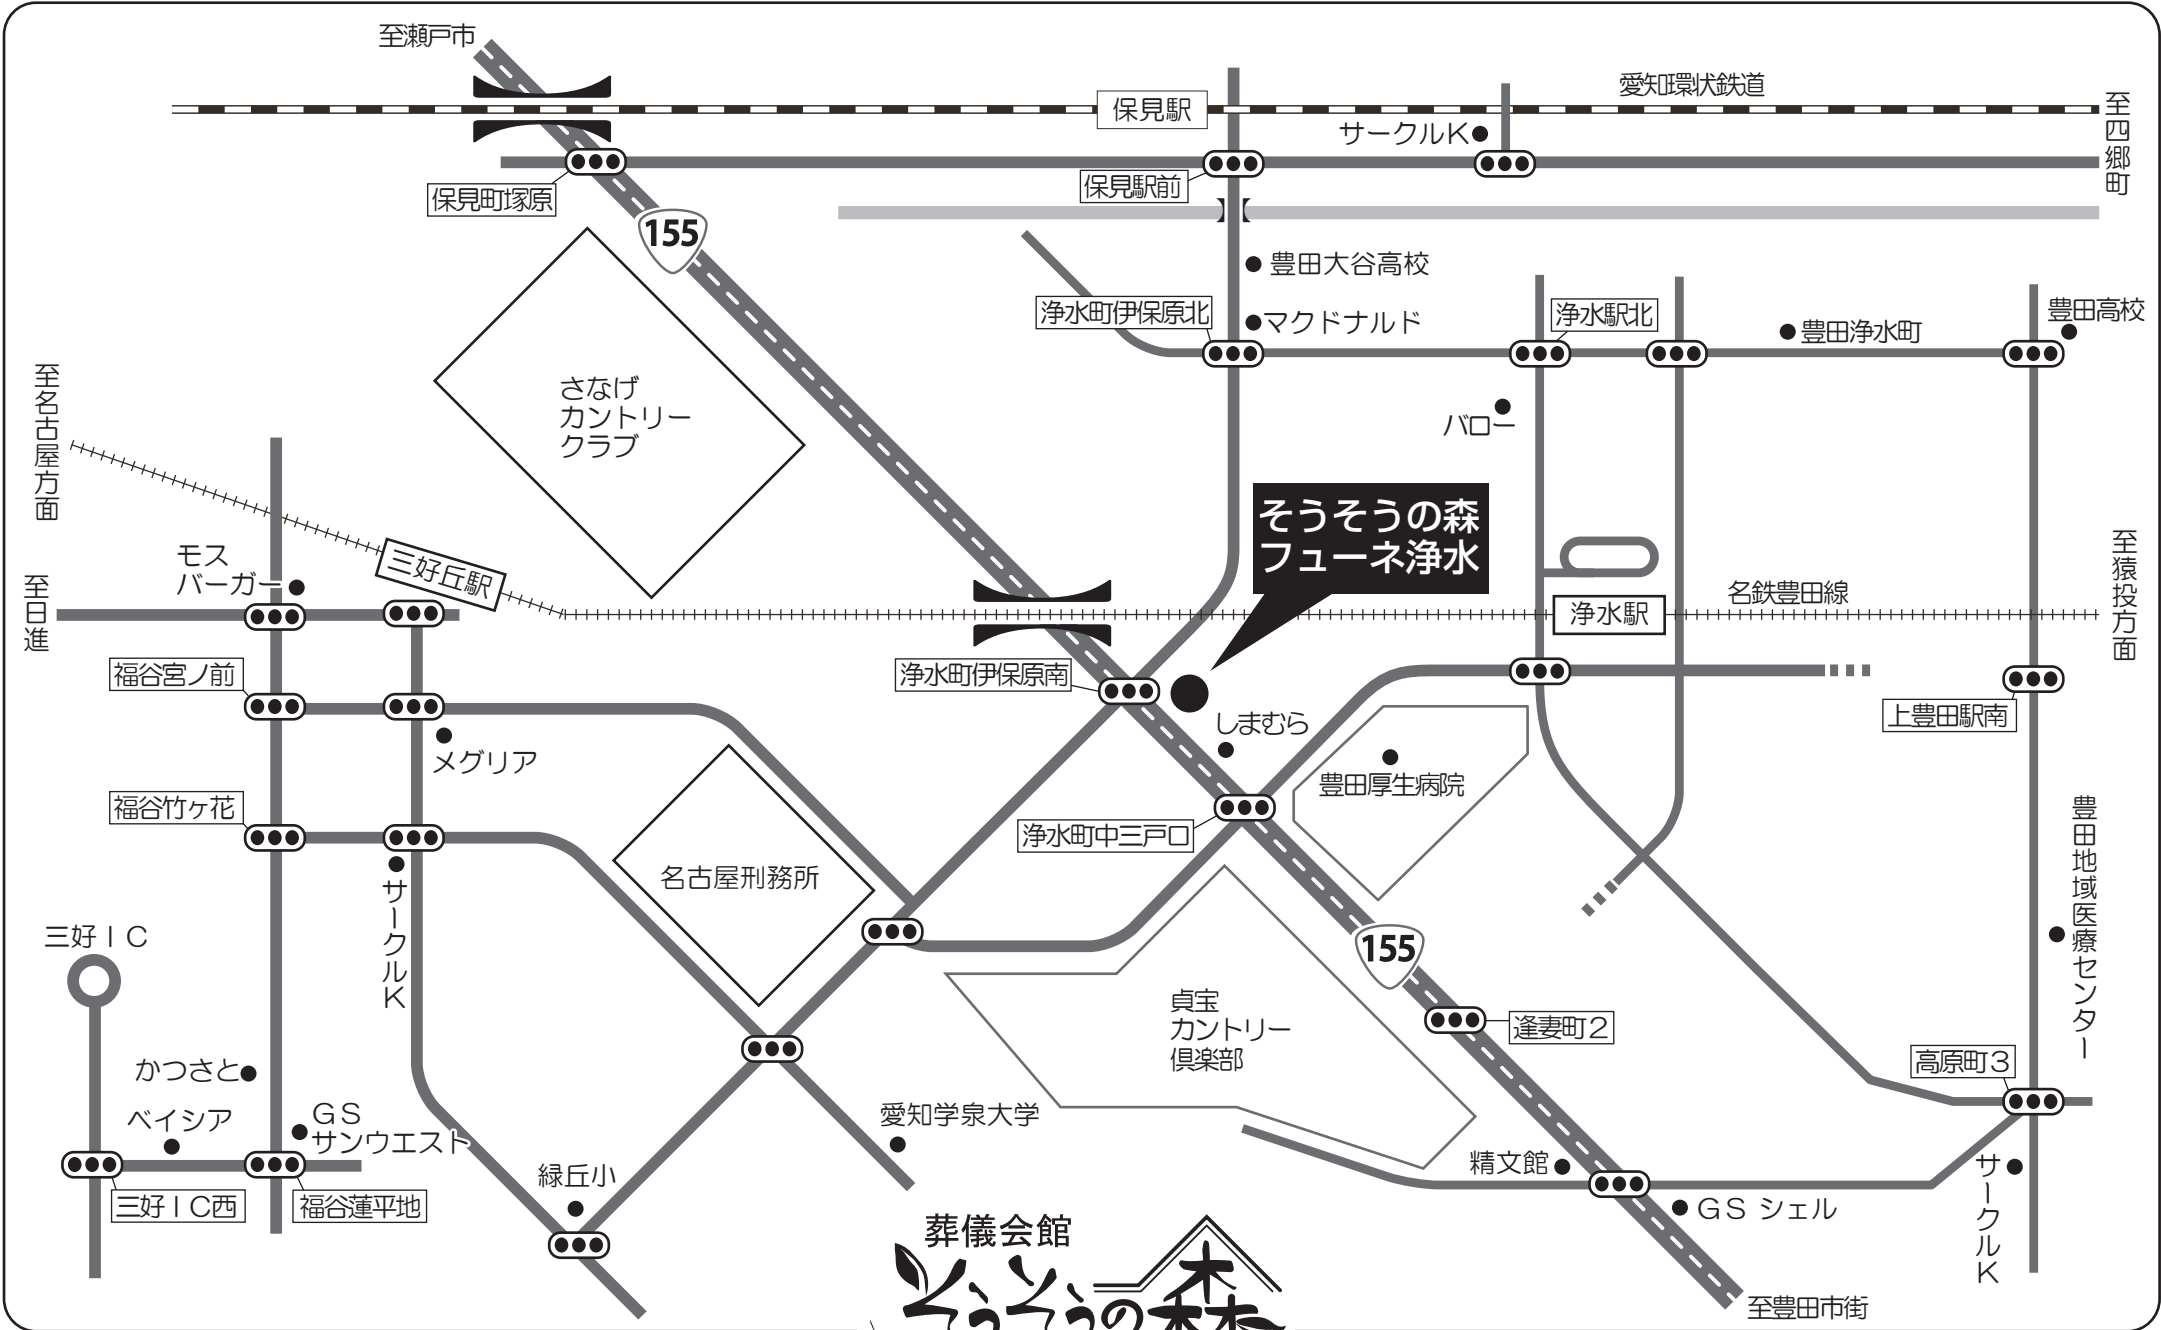 至瀬戸市
愛知環状鉄道
保見駅
至四郷町
サークルK
保見町塚原
保見駅前
155
豊田大谷高校
浄水町伊保原北
マクドナルド
浄水駅北
豊田浄水町
豊田高校
至名古屋方面
さなげ
カントリー
クラブ
バロー
そうそうの森
フューネ浄水
モス
バーガー
三好丘駅
至日進
名鉄豊田線
浄水駅
至猿投方面
福谷宮ノ前
浄水町伊保原南
上豊田駅南
しまむら
メグリア
豊田厚生病院
福谷竹ヶ花
浄水町中三戸口
名古屋刑務所
サークルK
豊田地域医療センター
三好IC
155
貞宝
カントリー
倶楽部
逢妻町2
高原町3
かつさと
ベイシア
GS
サンウエスト
愛知学泉大学
精文館
緑丘小
三好IC西
福谷蓮平地
GS シェル
サークルK
葬儀会館
そうそうの森
至豊田市街